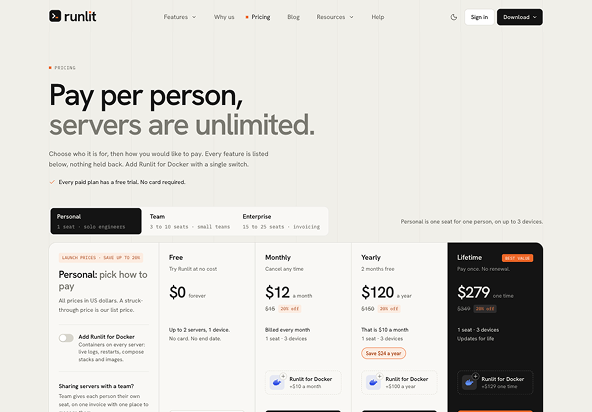 runlit
Features
Why us
Pricing
Blog
Resources
Help
Sign in
Download
PRICING
Pay per person,
servers are unlimited.
Choose who it is for, then how you would like to pay. Every feature is listed
below, nothing held back. Add Runlit for Docker with a single switch.
Every paid plan has a free trial. No card required.
Personal
1 seat · solo engineers
Team
3 to 10 seats · small teams
Enterprise
15 to 25 seats · invoicing
Personal is one seat for one person, on up to 3 devices.
LAUNCH PRICES · SAVE UP TO 20%
Personal: pick how to
pay
All prices in US dollars. A struck-
through price is our list price.
Add Runlit for Docker
Containers on every server:
live logs, restarts, compose
stacks and images.
Sharing servers with a team?
Team gives each person their own
seat, on one invoice with one place to
Free
Try Runlit at no cost
$0 forever
Up to 2 servers, 1 device.
No card. No end date.
Monthly
Cancel any time
$12 a month
$15 20% off
Billed every month
1 seat · 3 devices
Runlit for Docker
+$10 a month
Yearly
2 months free
$120 a year
$150 20% off
That is $10 a month
1 seat · 3 devices
Save $24 a year
Runlit for Docker
+$100 a year
Lifetime
BEST VALUE
Pay once. No renewal.
$279 one time
$349 20% off
1 seat · 3 devices
Updates for life
Runlit for Docker
+$129 one time